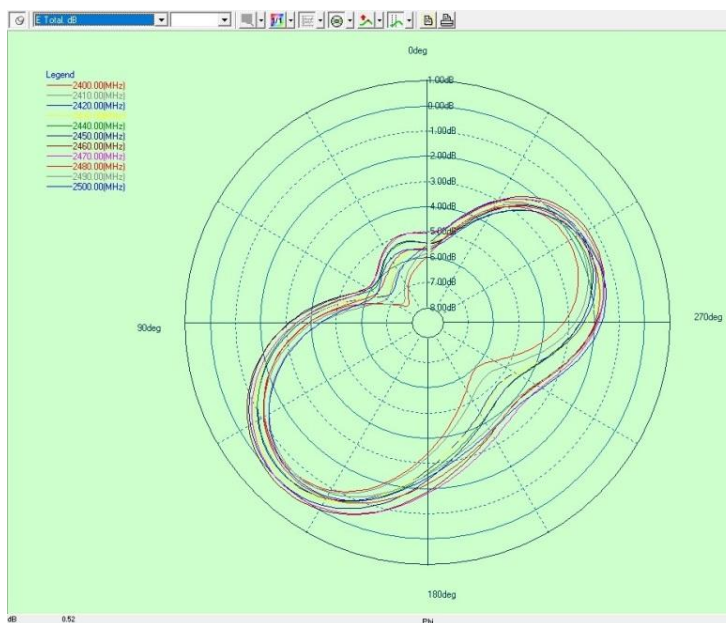 E Total. dB
0deg
Legend
2400.00(MHz)
2410.00(MHz)
2420.00(MHz)
2440.00(MHz)
2450.00(MHz)
2460.00(MHz)
2470.00(MHz)
2480.00(MHz)
2490.00(MHz)
2500.00(MHz)
1.00dB
0.00dB
-1.00dB
2.00dB
3.00dB
4.00dB
5.00dB
6.00dB
7.00dB
-8.00dB
90deg
270deg
180deg
dB 0.52 Phi